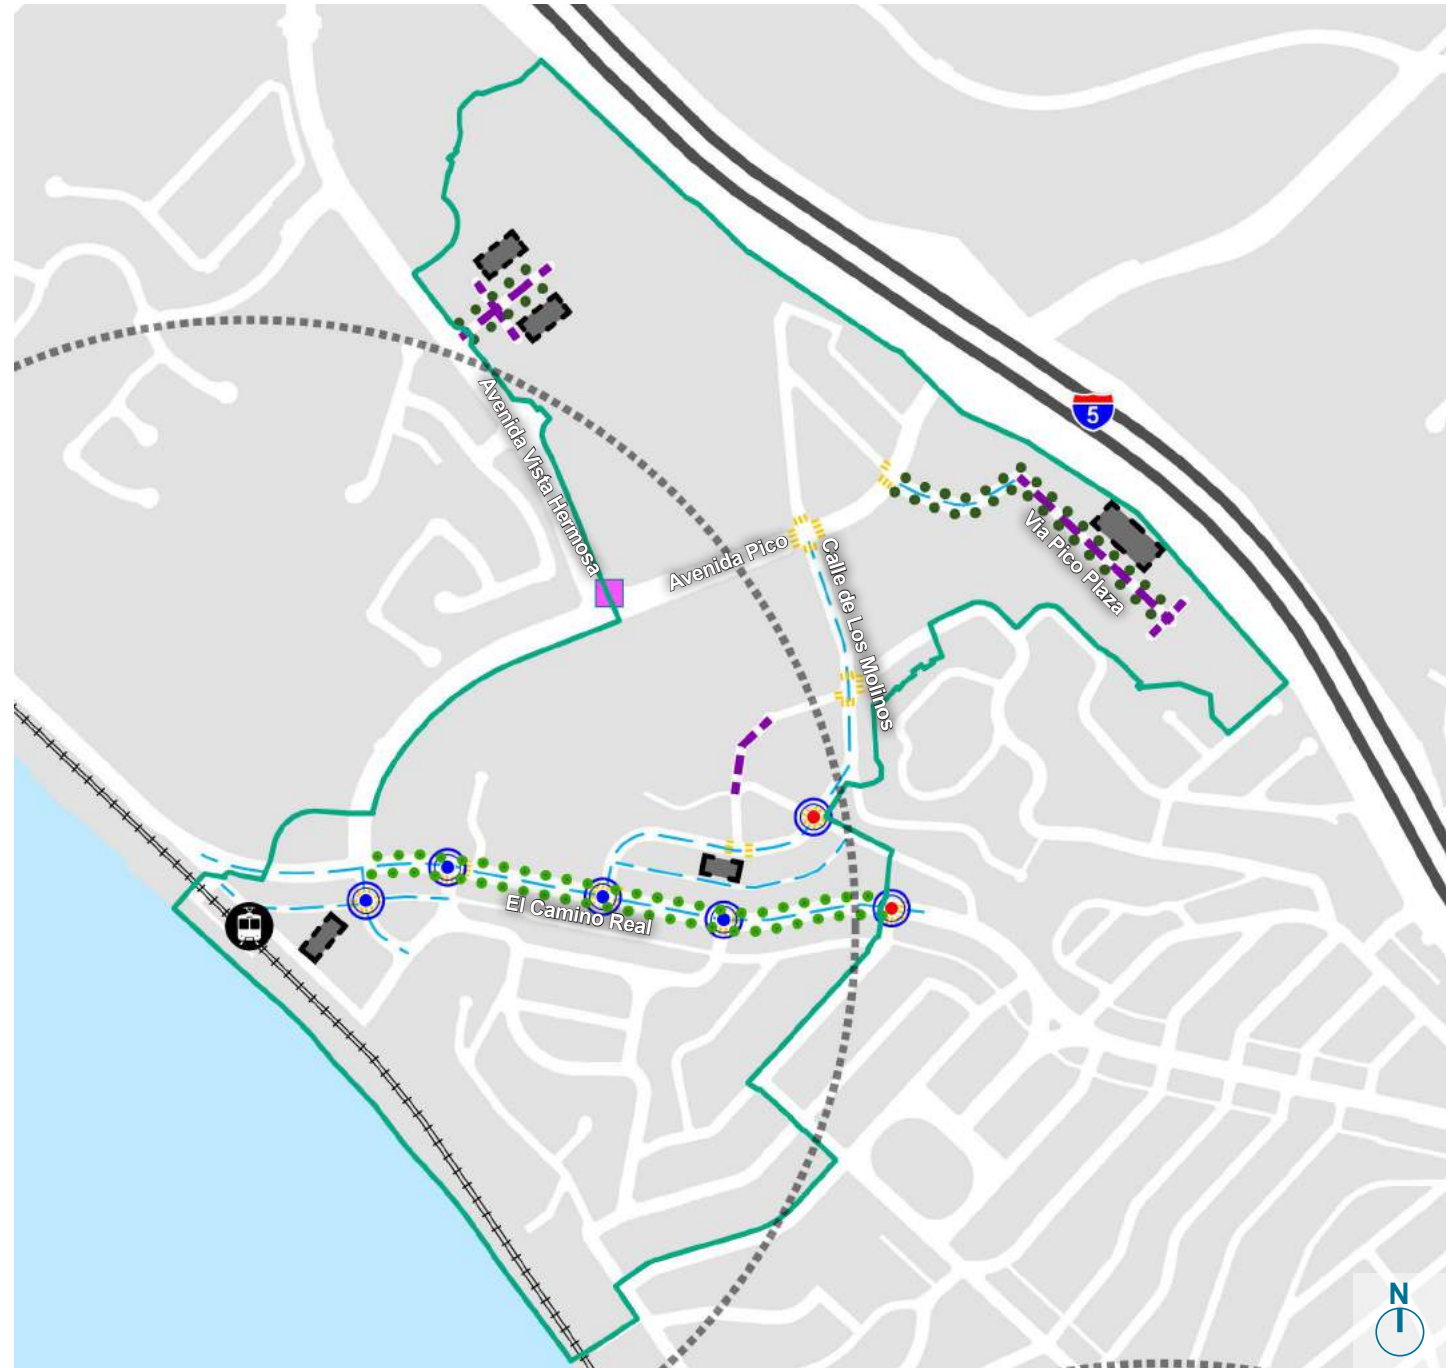 5
Avenida Vista Hermosa
Avenida Pico
Calle de Los Molinos
Via Pico Plaza
El Camino Real
N